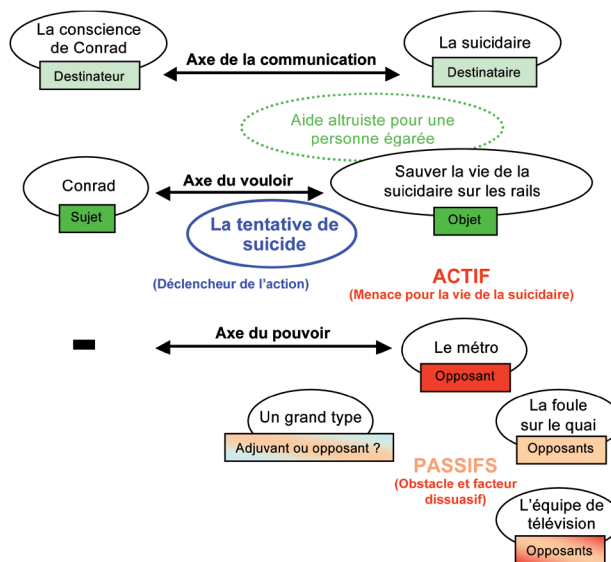 La conscience
de Conrad
Destinateur
Axe de la communication
La suicidaire
Destinataire
Aide altruiste pour une
personne égarée
Conrad
Sujet
Axe du vouloir
Sauver la vie de la
suicidaire sur les rails
Objet
La tentative de
suicide
(Déclencheur de l'action)
ACTIF
(Menace pour la vie de la suicidaire)
Axe du pouvoir
Le métro
Opposant
Un grand type
Adjuvant ou opposant ?
La foule
sur le quai
Opposants
PASSIFS
(Obstacle et facteur
dissuasif)
L'équipe de
télévision
Opposants